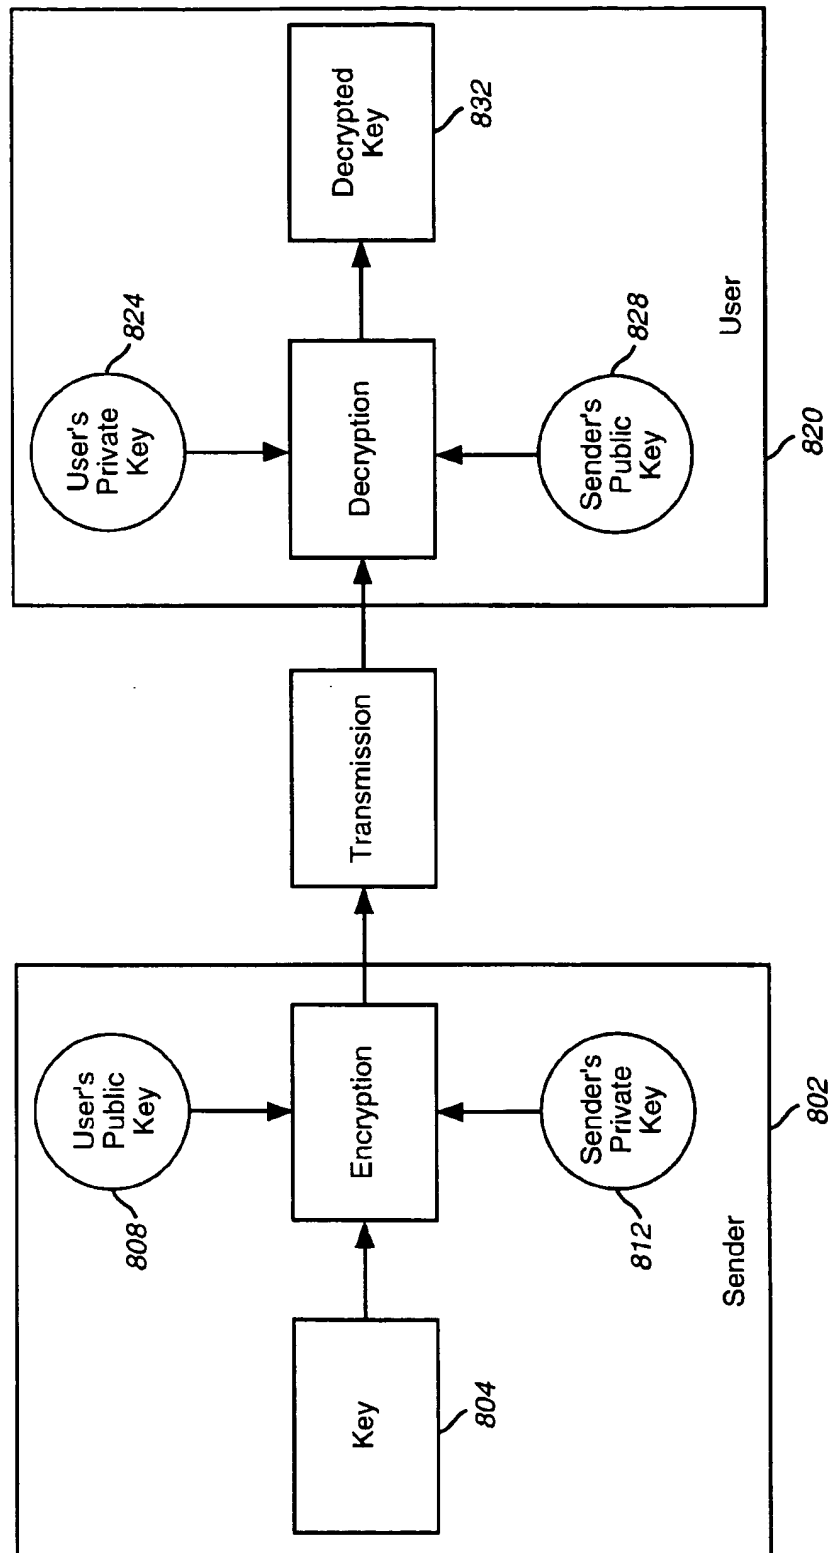 User's
Public
Key
808
Key
804
Encryption
Sender's
Private
Key
812
Sender
802
Transmission
User's
Private
Key
824
Decryption
Decrypted
Key
832
Sender's
Public
Key
828
User
820